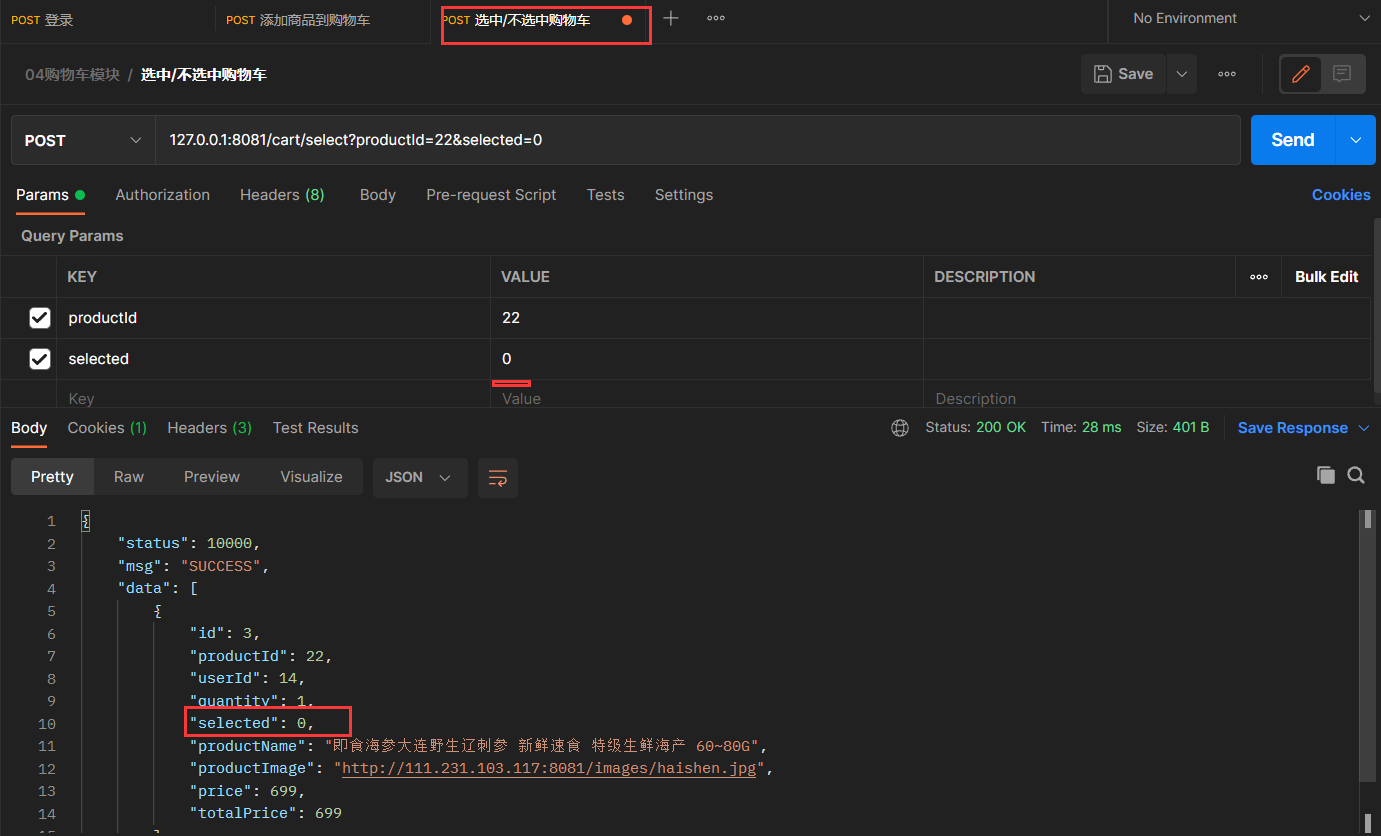 POST 登录 POST 添加商品到购物车 POST 选中/不选中购物车 No Environment
04购物车模块 / 选中/不选中购物车 Save
POST 127.0.0.1:8081/cart/select?productId=22&selected=0 Send
Params Authorization Headers (8) Body Pre-request Script Tests Settings Cookies
Query Params
KEY VALUE DESCRIPTION Bulk Edit
productId 22
selected 0
Key Value Description
Body Cookies (1) Headers (3) Test Results Status: 200 OK Time: 28 ms Size: 401 B Save Response
Pretty Raw Preview Visualize JSON
1 {
2 "status": 10000,
3 "msg": "SUCCESS",
4 "data": [
5 {
6 "id": 3,
7 "productId": 22,
8 "userId": 14,
9 "quantity": 1,
10 "selected": 0,
11 "productName": "即食海参大连野生辽刺参 新鲜速食 特级生鲜海产 60~80G",
12 "productImage": "http://111.231.103.117:8081/images/haishen.jpg",
13 "price": 699,
14 "totalPrice": 699